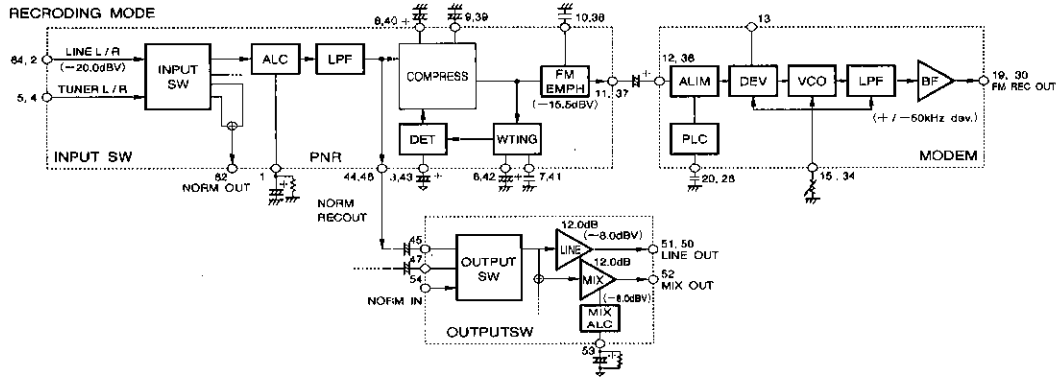 RECRODING MODE
8,40
9,39
10,38
13
64, 2
LINE L / R
(−20.0dBV)
INPUT SW
ALC
LPF
COMPRESS
FM EMPH
(−15.5dBV)
11, 37
12, 36
ALIM
DEV
VCO
LPF
BF
19, 30
FM REC OUT
(+ / −50kHz dev.)
5, 4
TUNER L / R
DET
WTING
PLC
INPUT SW
PNR
MODEM
62
NORM OUT
1
44,46
3,43
6,42
7,41
20, 28
15, 34
NORM RECOUT
45
47
54
NORM IN
OUTPUT SW
12.0dB
(−8.0dBV)
LINE
51, 50
LINE OUT
12.0dB
MIX
52
MIX OUT
(−8.0dBV)
MIX ALC
OUTPUTSW
53